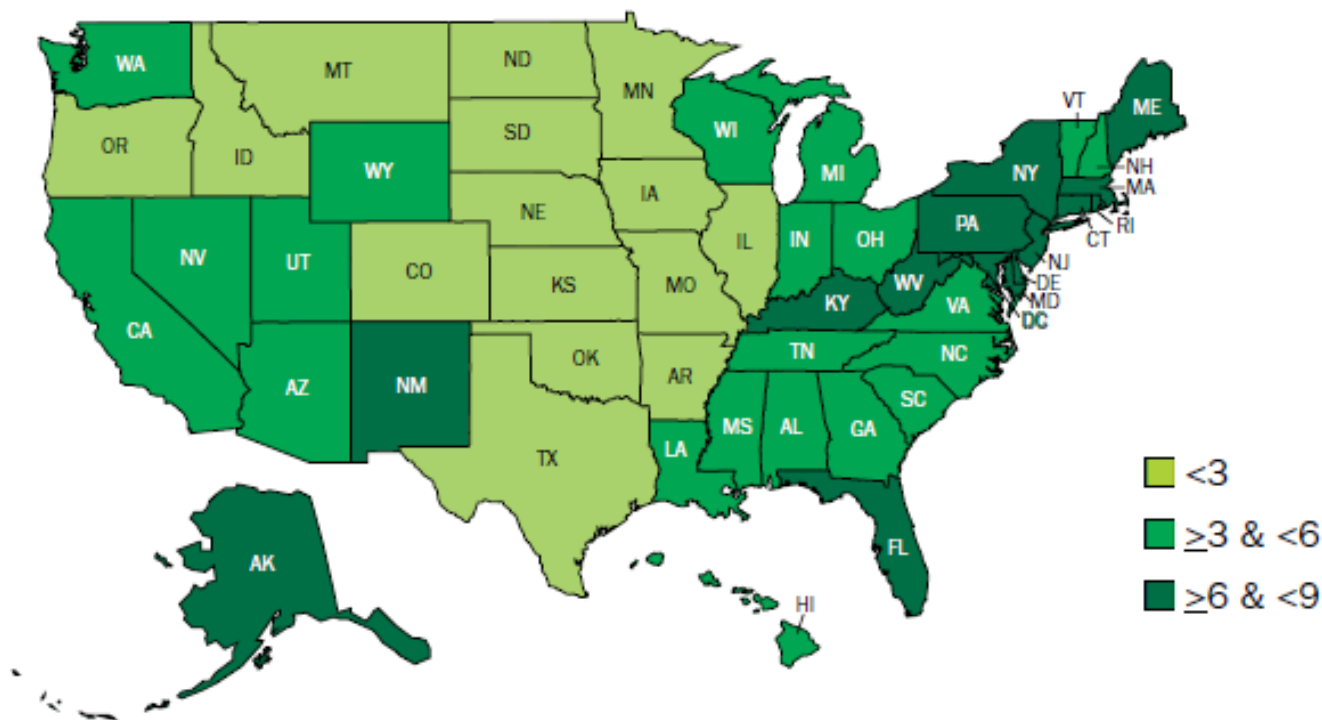 WA
MT
ND
MN
VT
ME
OR
ID
SD
WI
NY
NH
WY
MI
MA
NE
IA
PA
RI
CT
NV
UT
CO
IL
IN
OH
NJ
KS
MO
WV
DE
MD
KY
VA
DC
CA
TN
NC
AZ
NM
OK
AR
SC
MS
AL
GA
LA
TX
<3
≥3 & <6
FL
AK
≥6 & <9
HI